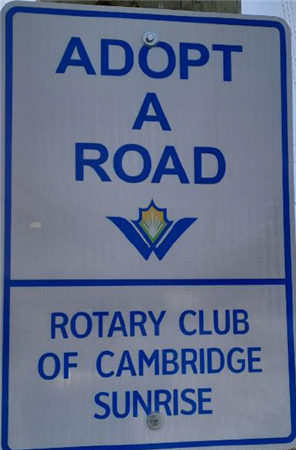 ADOPT
A
ROAD
ROTARY CLUB
OF CAMBRIDGE
SUNRISE